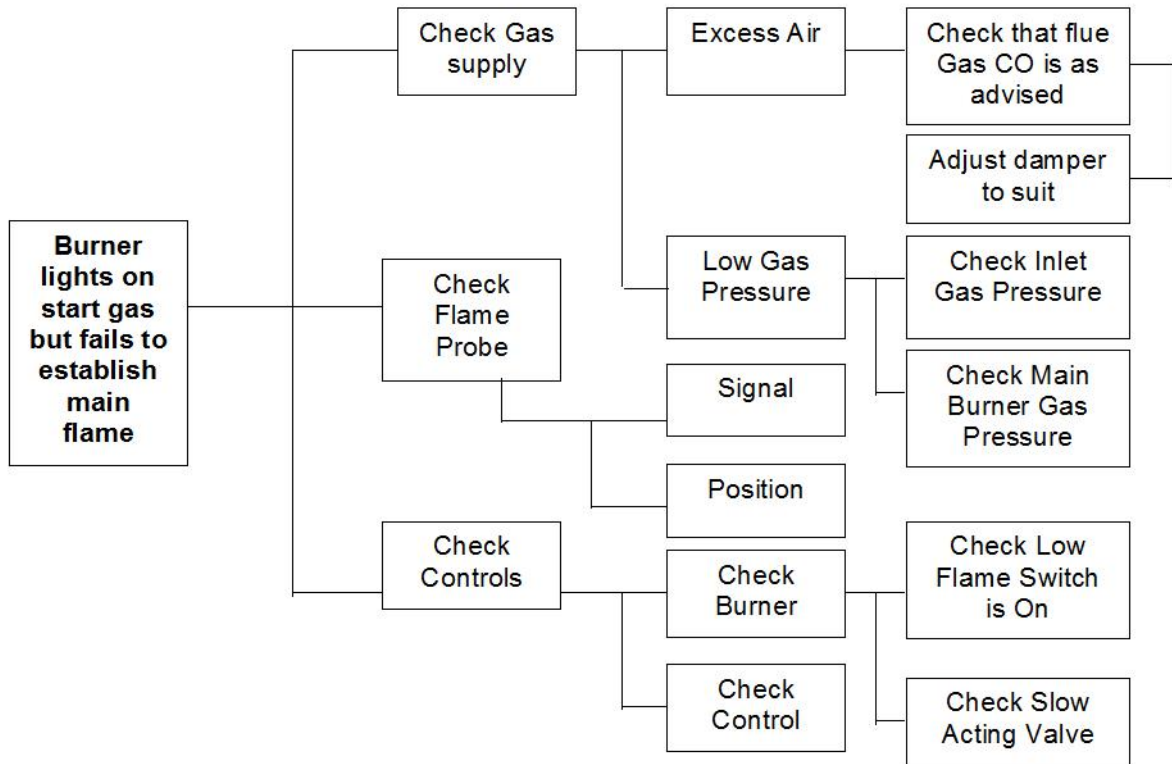 Burner
lights on
start gas
but fails to
establish
main
flame
Check Gas
supply
Excess Air
Check that flue
Gas CO is as
advised
Adjust damper
to suit
Low Gas
Pressure
Check Inlet
Gas Pressure
Check Main
Burner Gas
Pressure
Check
Flame
Probe
Signal
Position
Check
Controls
Check
Burner
Check Low
Flame Switch
is On
Check Slow
Acting Valve
Check
Control